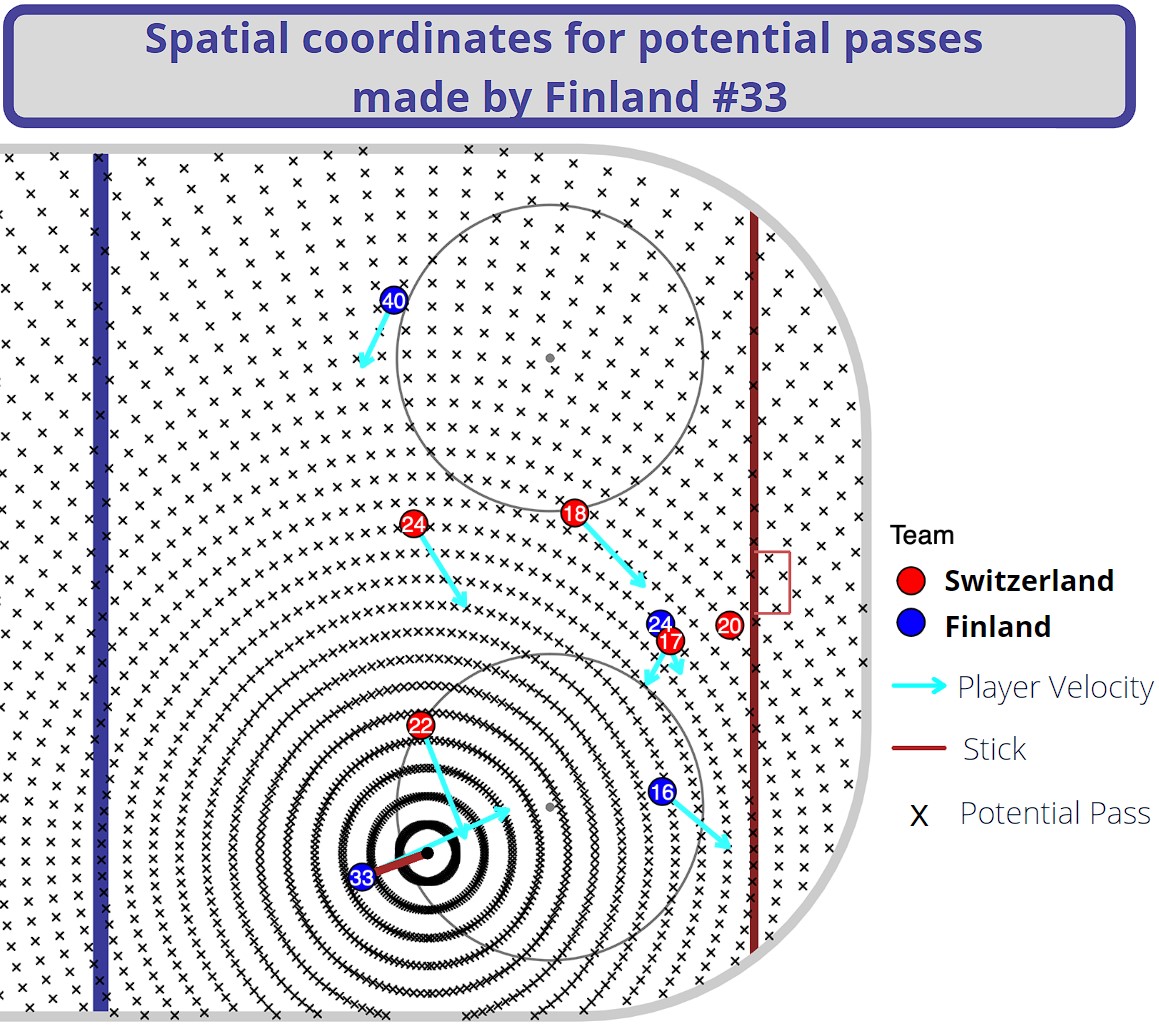 Spatial coordinates for potential passes
made by Finland #33
40
24
18
24
17
20
22
16
33
Team
Switzerland
Finland
Player Velocity
Stick
x Potential Pass